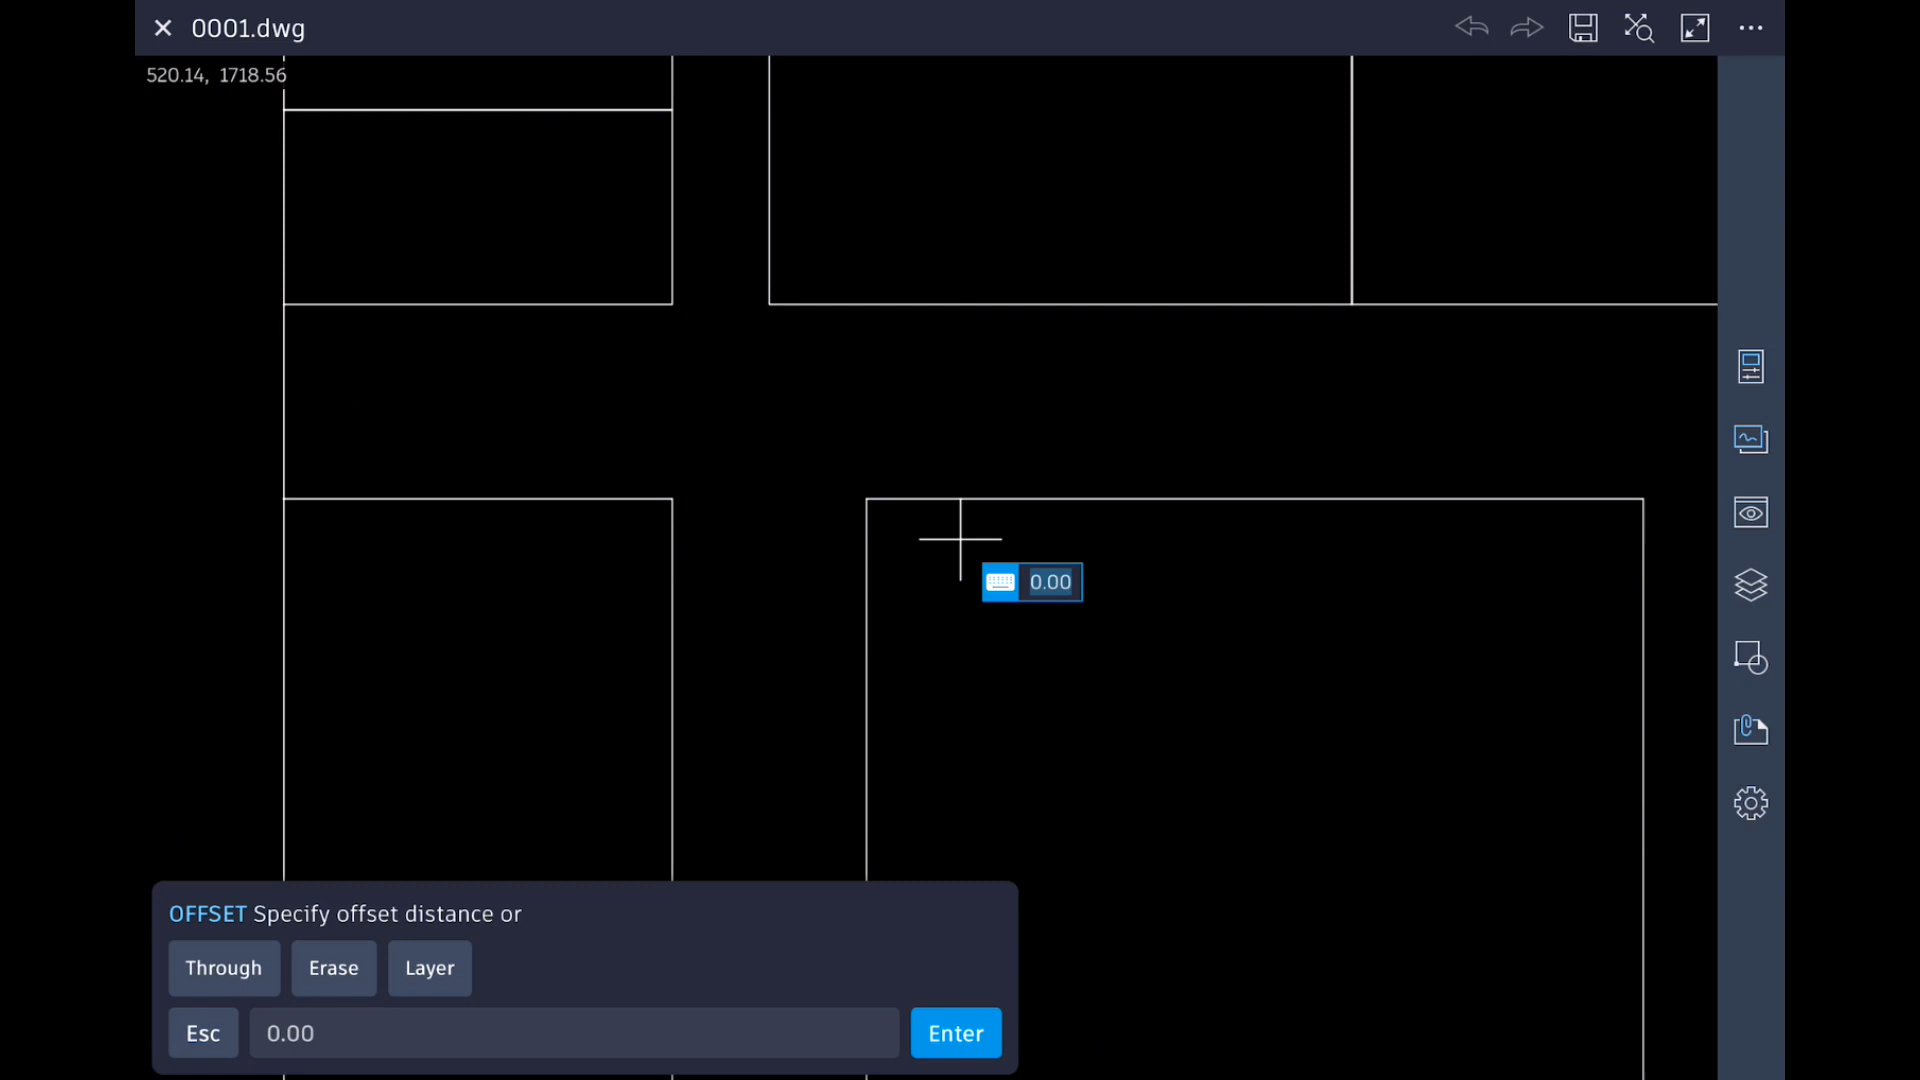 0001.dwg
520.14, 1718.56
0.00
OFFSET Specify offset distance or
Through Erase Layer
Esc 0.00 Enter